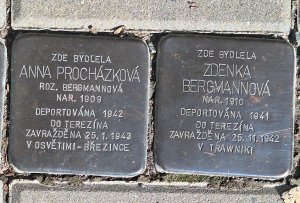 ZDE BYDLELA
ANNA PROCHÁZKOVÁ
ROZ. BERGMANNOVÁ
NAR. 1909
DEPORTOVÁNA 1942
DO TEREZÍNA
ZAVRAŽDĚNA 25.1.1943
V OSVĚTIMI-BŘEZINCE
ZDE BYDLELA
ZDENKA
BERGMANNOVÁ
NAR. 1910
DEPORTOVÁNA 1941
DO TEREZÍNA
ZAVRAŽDĚNA 25.11.1942
V TRAWNIKI